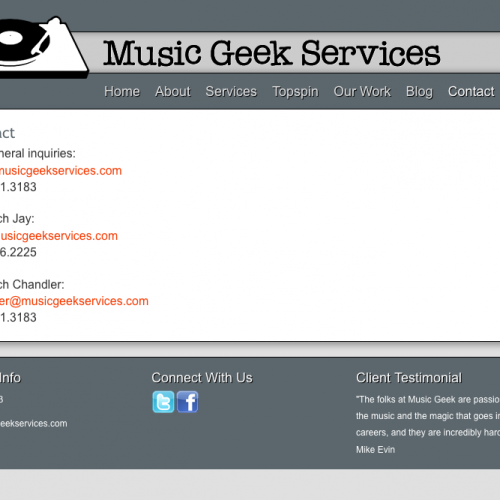 Music Geek Services
Home About Services Topspin Our Work Blog Contact
act
neral inquiries:
musicgeekservices.com
1.3183
ch Jay:
usicgeekservices.com
6.2225
ch Chandler:
er@musicgeekservices.com
1.3183
Info
3
eekservices.com
Connect With Us
Client Testimonial
"The folks at Music Geek are passio
the music and the magic that goes i
careers, and they are incredibly hard
Mike Evin